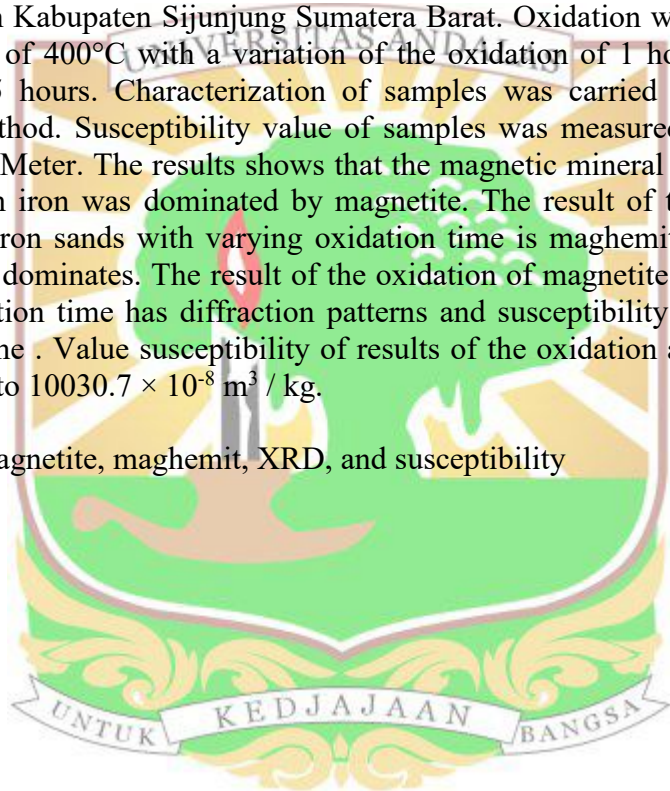 n Kabupaten Sijunjung Sumatera Barat. Oxidation w
of 400°C with a variation of the oxidation of 1 ho
UNIVERSITAS ANDALAS
hours. Characterization of samples was carried
thod. Susceptibility value of samples was measured
Meter. The results shows that the magnetic mineral
n iron was dominated by magnetite. The result of t
ron sands with varying oxidation time is maghemit
dominates. The result of the oxidation of magnetite
tion time has diffraction patterns and susceptibility
ne . Value susceptibility of results of the oxidation a
to 10030.7 × 10⁻⁸ m³ / kg.
agnetite, maghemit, XRD, and susceptibility
UNTUK KEDJAJAAN BANGSA